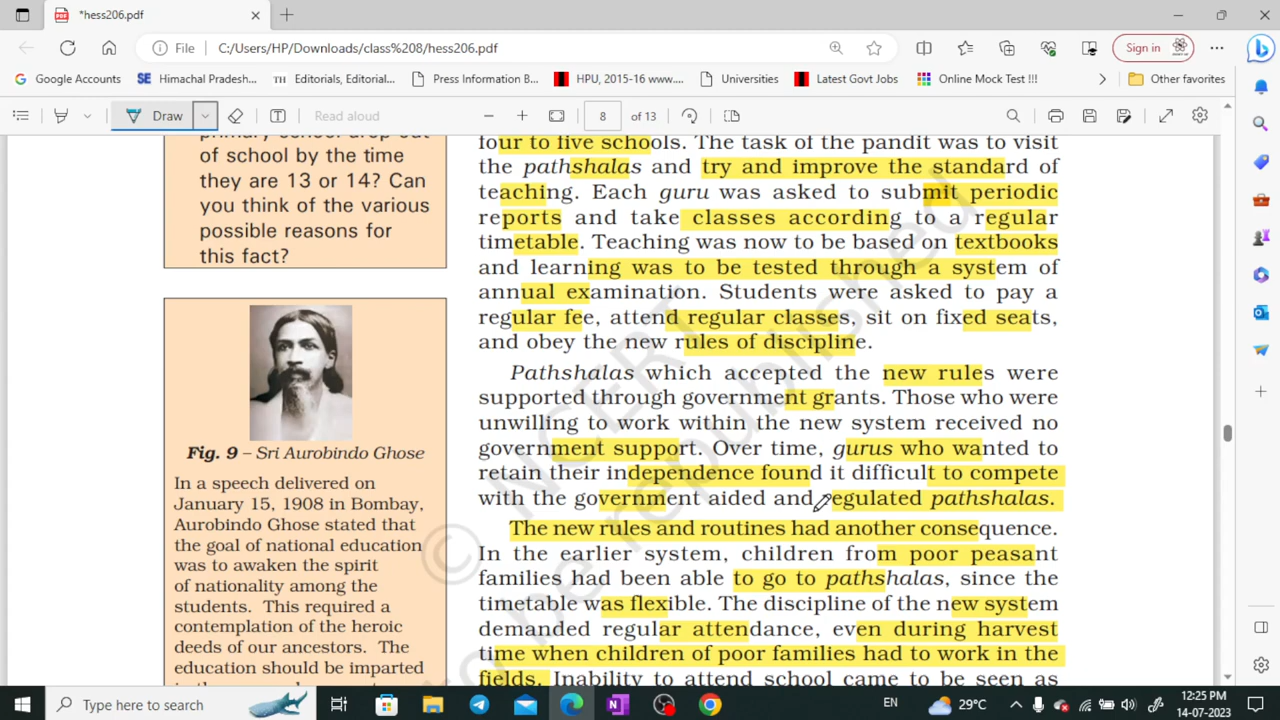 *hess206.pdf
File
C:/Users/HP/Downloads/class%208/hess206.pdf
Sign in
Google Accounts
SE Himachal Pradesh...
TH Editorials, Editorial...
Press Information B...
HPU, 2015-16 www....
Universities
Latest Govt Jobs
Online Mock Test !!!
Other favorites
Draw
Read aloud
8 of 13
of school by the time
they are 13 or 14? Can
you think of the various
possible reasons for
this fact?
Fig. 9 – Sri Aurobindo Ghose
In a speech delivered on
January 15, 1908 in Bombay,
Aurobindo Ghose stated that
the goal of national education
was to awaken the spirit
of nationality among the
students. This required a
contemplation of the heroic
deeds of our ancestors. The
education should be imparted
four to five schools. The task of the pandit was to visit
the pathshalas and try and improve the standard of
teaching. Each guru was asked to submit periodic
reports and take classes according to a regular
timetable. Teaching was now to be based on textbooks
and learning was to be tested through a system of
annual examination. Students were asked to pay a
regular fee, attend regular classes, sit on fixed seats,
and obey the new rules of discipline.
Pathshalas which accepted the new rules were
supported through government grants. Those who were
unwilling to work within the new system received no
government support. Over time, gurus who wanted to
retain their independence found it difficult to compete
with the government aided and regulated pathshalas.
The new rules and routines had another consequence.
In the earlier system, children from poor peasant
families had been able to go to pathshalas, since the
timetable was flexible. The discipline of the new system
demanded regular attendance, even during harvest
time when children of poor families had to work in the
fields. Inability to attend school came to be seen as
© NCERT
to be republished
Type here to search
29°C
EN
12:25 PM
14-07-2023